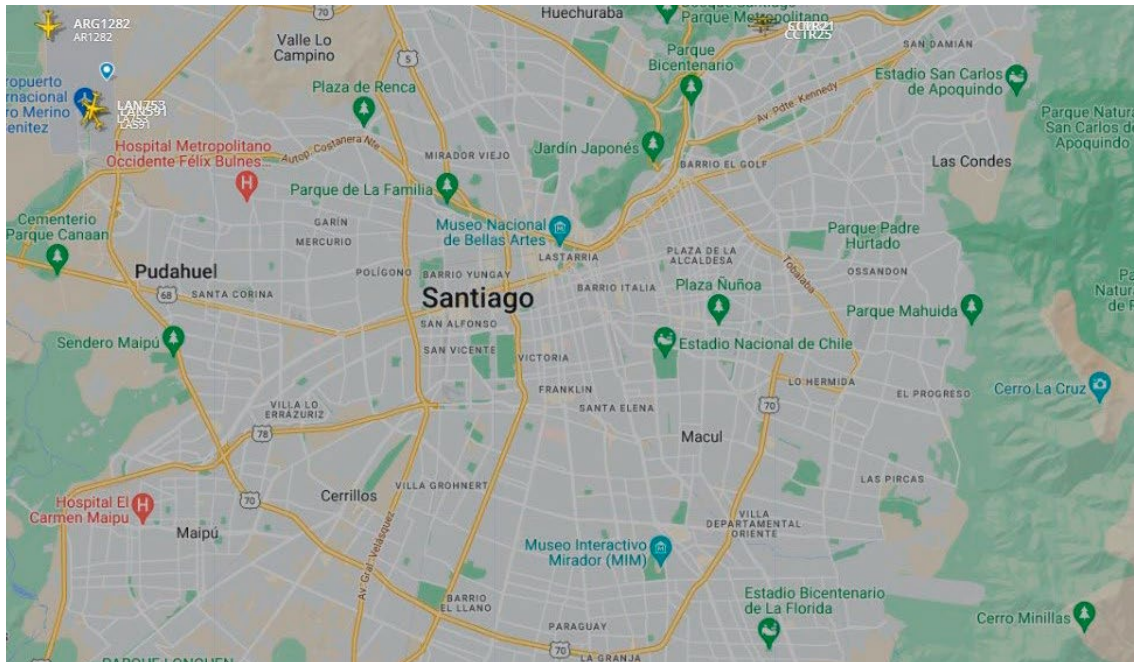 ARG1282
AR1282
70
Huechuraba
Parque Metropolitano
CCTR25
SAN DAMIÁN
Valle Lo
Campino
5
Parque
Bicentenario
Estadio San Carlos
de Apoquindo
LAN753
LAN591
LA591
Plaza de Renca
Av. Pdte. Kennedy
Parque Natura
San Carlos de
Apoquindo
Hospital Metropolitano
Occidente Félix Bulnes...
Autop. Costanera Nte
MIRADOR VIEJO
Jardín Japonés
BARRIO EL GOLF
Las Condes
Parque de La Familia
Cementerio
Parque Canaan
GARÍN
MERCURIO
Museo Nacional
de Bellas Artes
LASTARRIA
PLAZA DE LA
ALCALDESA
Parque Padre
Hurtado
Tobalaba
OSSANDON
Pudahuel
68
SANTA CORINA
POLÍGONO
BARRIO YUNGAY
Santiago
BARRIO ITALIA
Plaza Ñuñoa
Parque Mahuida
Sendero Maipú
SAN ALFONSO
SAN VICENTE
VICTORIA
Estadio Nacional de Chile
FRANKLIN
LO HERMIDA
EL PROGRESO
Cerro La Cruz
VILLA LO
ERRÁZURIZ
78
SANTA ELENA
70
Macul
Hospital El
Carmen Maipu
70
Cerrillos
VILLA GROHNERT
LAS PIRCAS
Maipú
Av. Gral. Velásquez
VILLA
DEPARTAMENTAL
ORIENTE
Museo Interactivo
Mirador (MIM)
BARRIO
EL LLANO
Estadio Bicentenario
de La Florida
Cerro Minillas
PARAGUAY
70
LA GRANJA